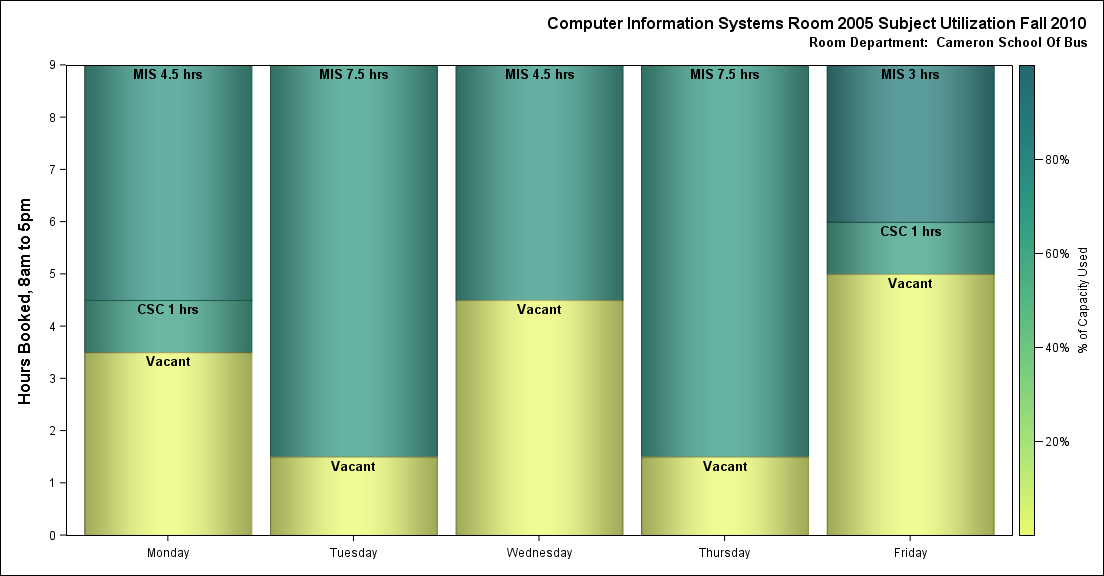 Computer Information Systems Room 2005 Subject Utilization Fall 2010
Room Department:  Cameron School Of Bus
Hours Booked, 8am to 5pm
9
8
7
6
5
4
3
2
1
0
MIS 4.5 hrs
CSC 1 hrs
Vacant
MIS 7.5 hrs
Vacant
MIS 4.5 hrs
Vacant
MIS 7.5 hrs
Vacant
MIS 3 hrs
CSC 1 hrs
Vacant
Monday
Tuesday
Wednesday
Thursday
Friday
80%
60%
40%
20%
% of Capacity Used